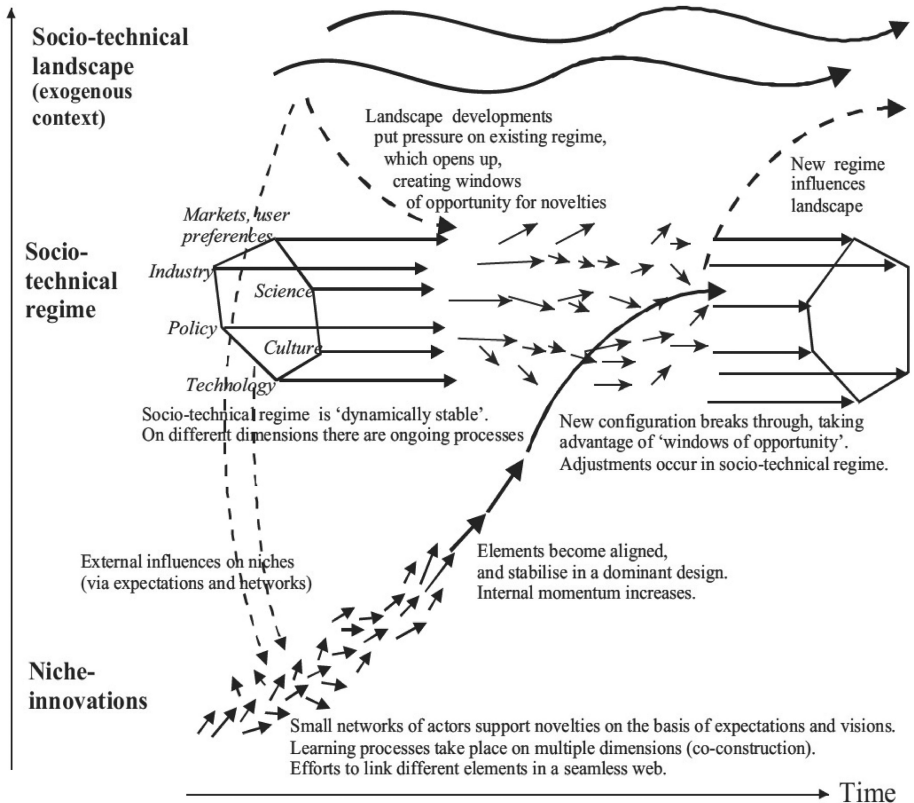 Socio-technical
landscape
(exogenous
context)
Landscape developments
put pressure on existing regime,
which opens up,
creating windows
of opportunity for novelties
New regime
influences
landscape
Socio-
technical
regime
Markets, user
preferences
Industry
Science
Policy
Culture
Technology
Socio-technical regime is ‘dynamically stable’.
On different dimensions there are ongoing processes
New configuration breaks through, taking
advantage of ‘windows of opportunity’.
Adjustments occur in socio-technical regime.
External influences on niches
(via expectations and networks)
Elements become aligned,
and stabilise in a dominant design.
Internal momentum increases.
Niche-
innovations
Small networks of actors support novelties on the basis of expectations and visions.
Learning processes take place on multiple dimensions (co-construction).
Efforts to link different elements in a seamless web.
Time